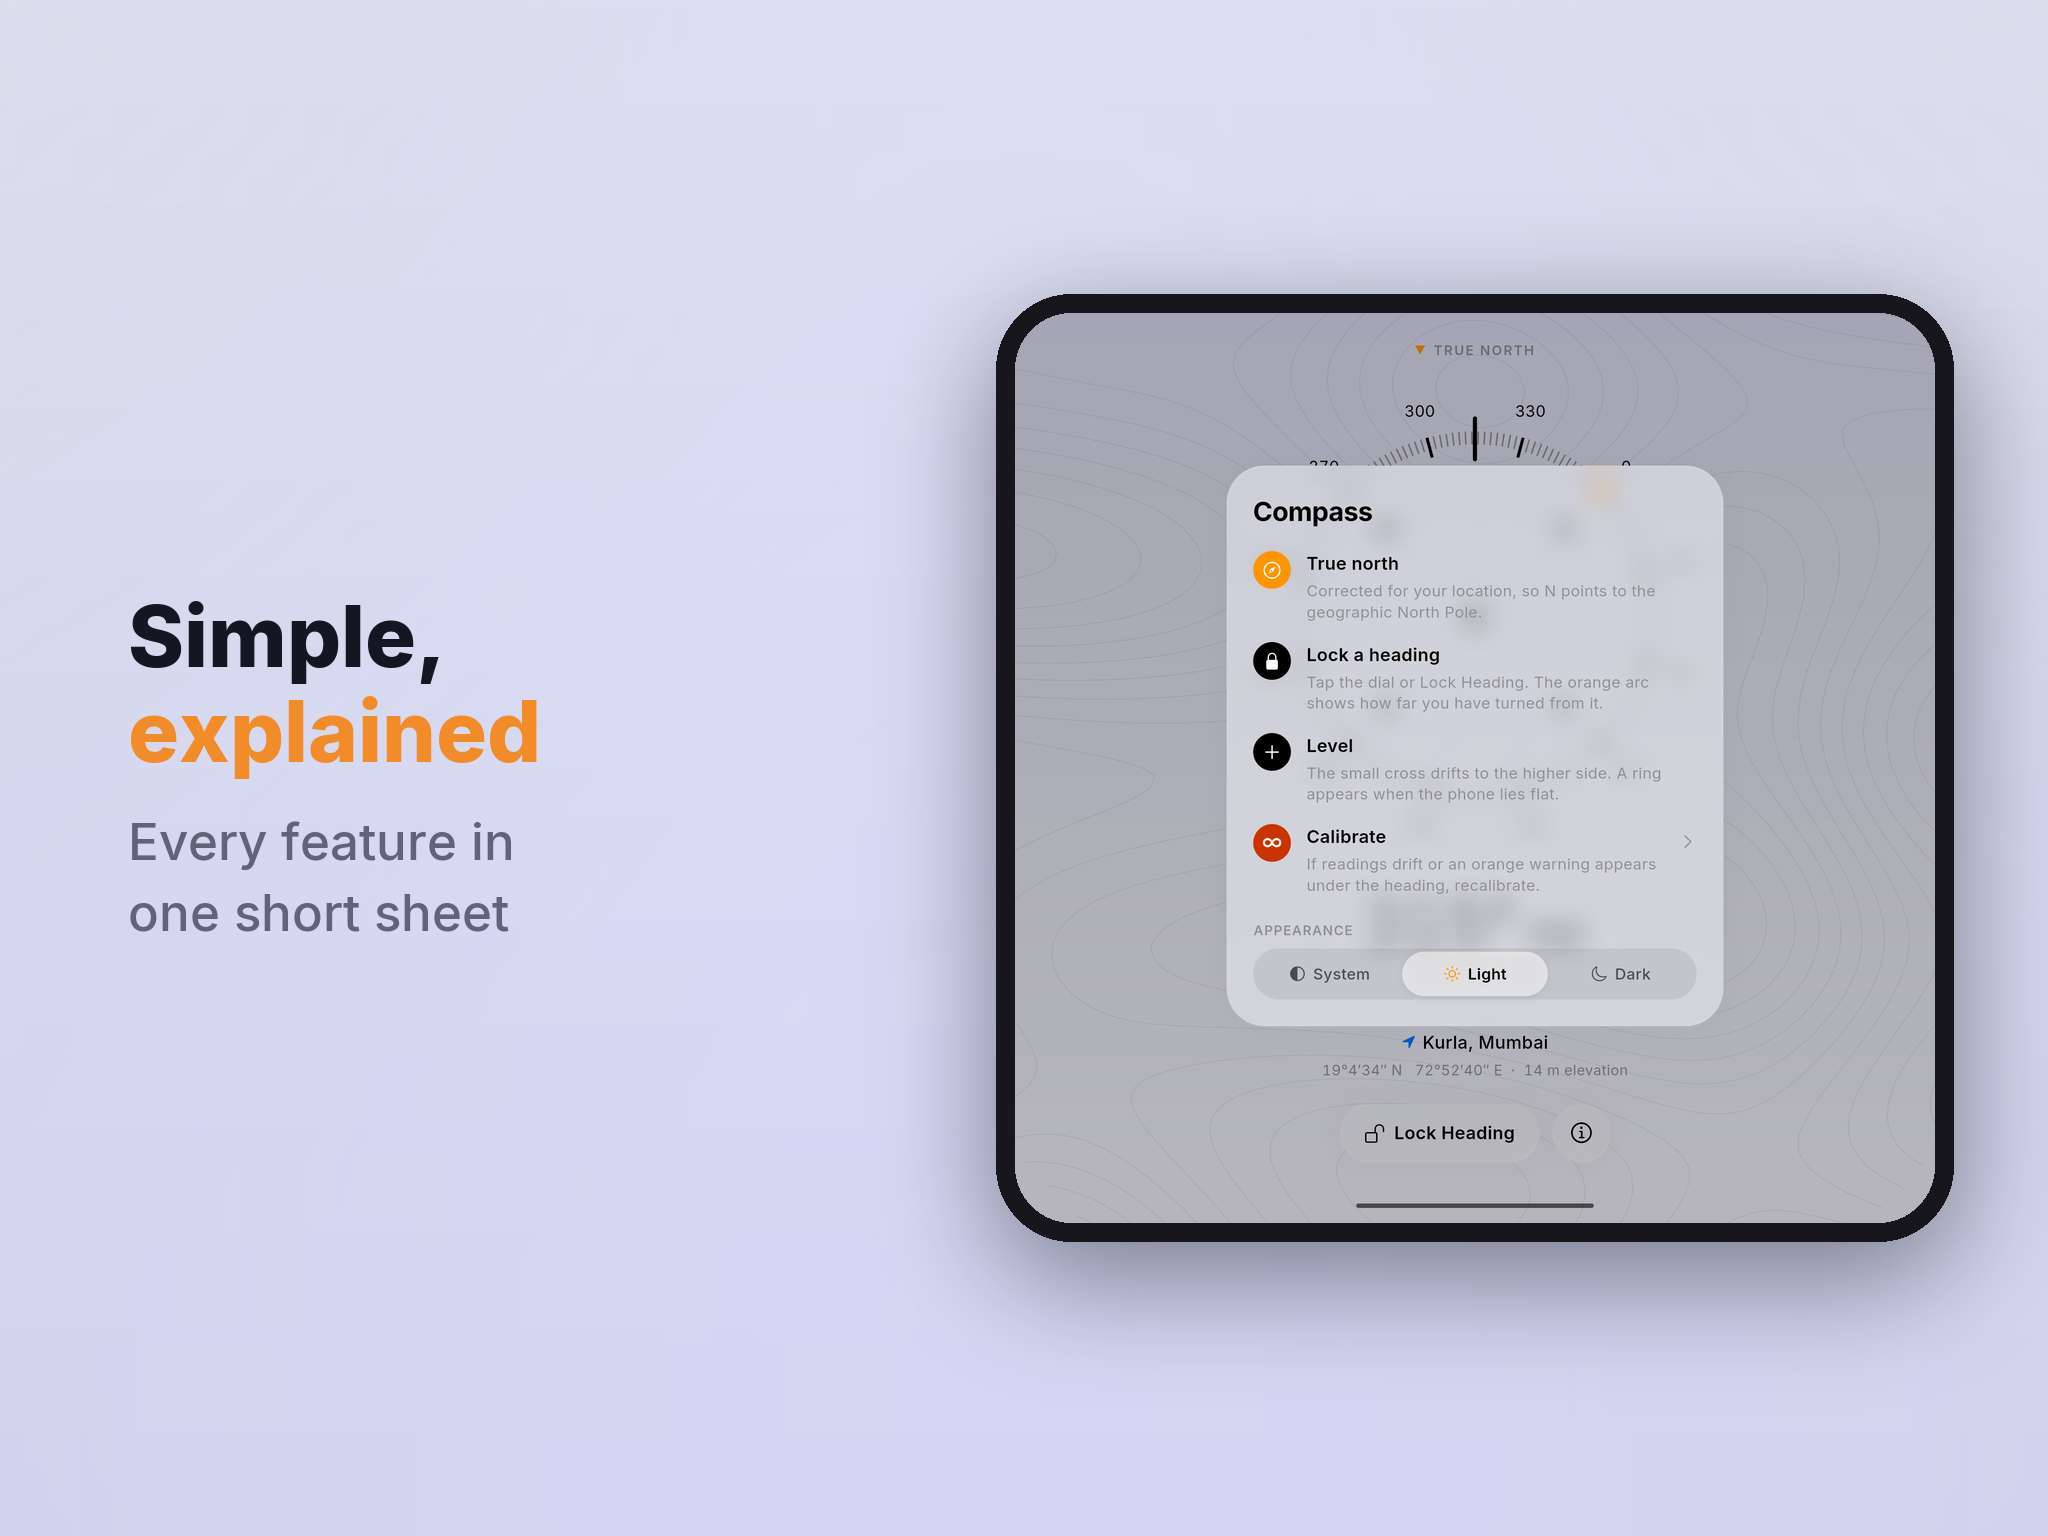 Simple,
explained
Every feature in
one short sheet
TRUE NORTH
300 330
Compass
True north
Corrected for your location, so N points to the
geographic North Pole.
Lock a heading
Tap the dial or Lock Heading. The orange arc
shows how far you have turned from it.
Level
The small cross drifts to the higher side. A ring
appears when the phone lies flat.
Calibrate
If readings drift or an orange warning appears
under the heading, recalibrate.
APPEARANCE
System Light Dark
Kurla, Mumbai
19°4'34" N 72°52'40" E · 14 m elevation
Lock Heading